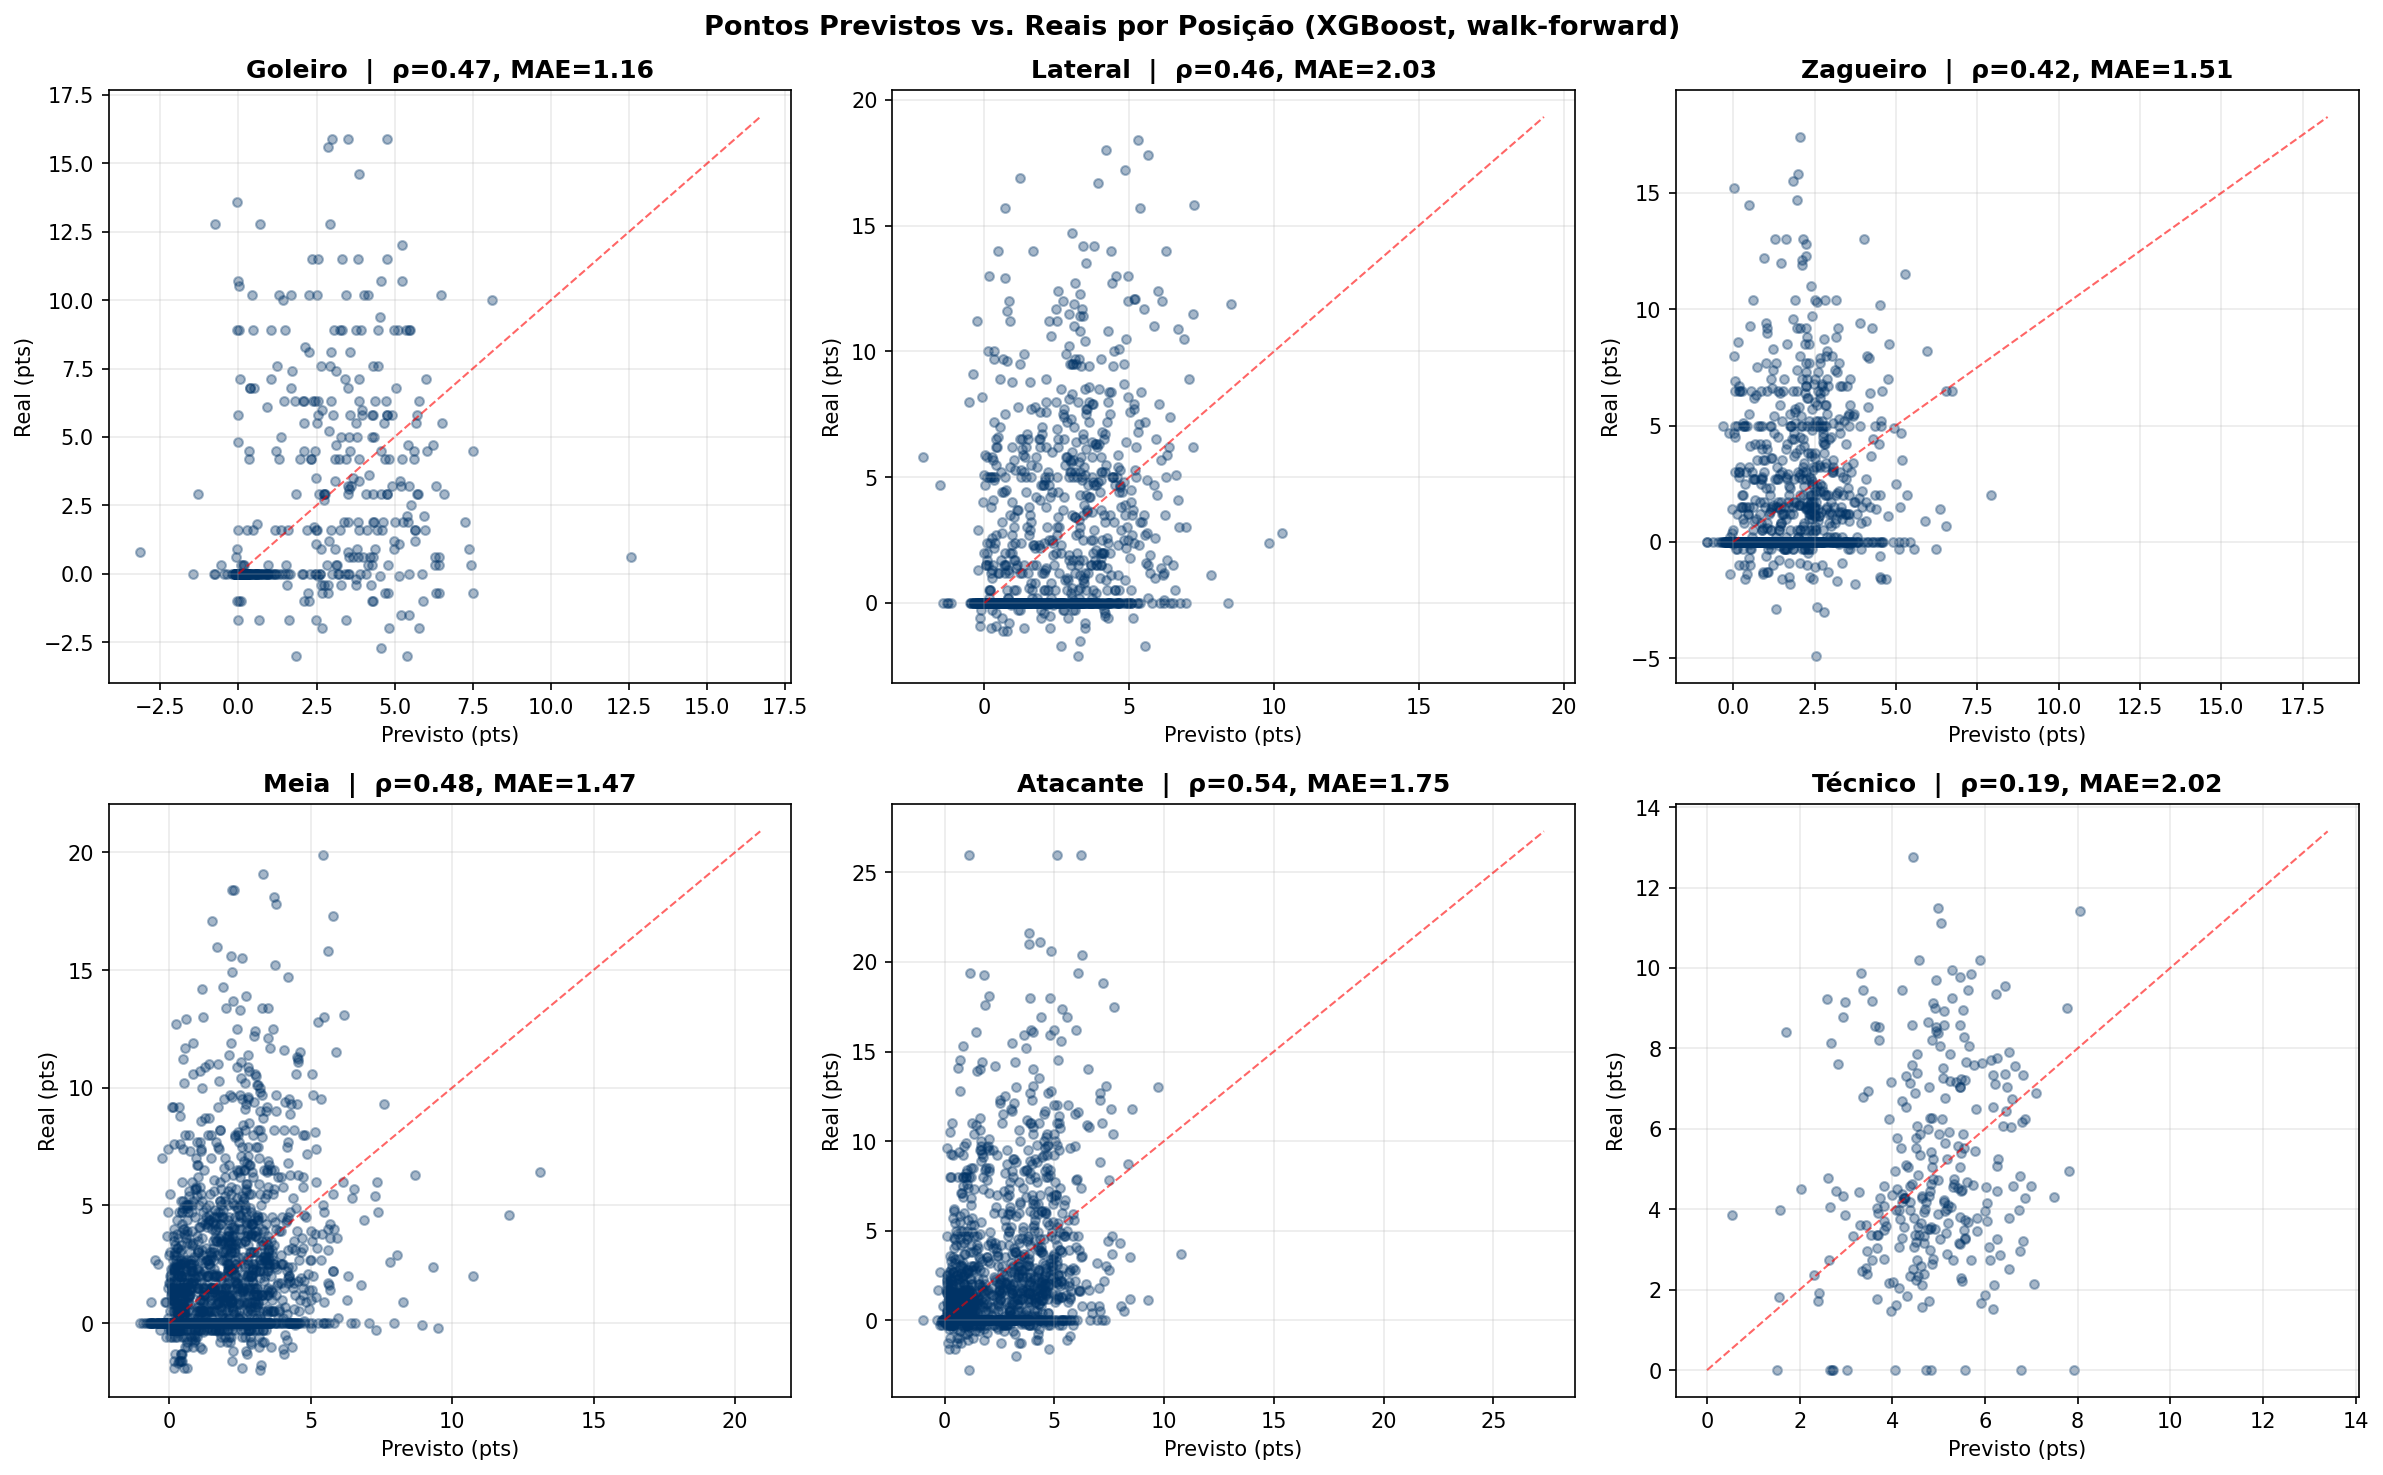 Pontos Previstos vs. Reais por Posição (XGBoost, walk-forward)
Goleiro | ρ=0.47, MAE=1.16
17.5
15.0
12.5
10.0
7.5
5.0
2.5
0.0
−2.5
Real (pts)
−2.5 0.0 2.5 5.0 7.5 10.0 12.5 15.0 17.5
Previsto (pts)
Lateral | ρ=0.46, MAE=2.03
20
15
10
5
0
Real (pts)
0 5 10 15 20
Previsto (pts)
Zagueiro | ρ=0.42, MAE=1.51
15
10
5
0
−5
Real (pts)
0.0 2.5 5.0 7.5 10.0 12.5 15.0 17.5
Previsto (pts)
Meia | ρ=0.48, MAE=1.47
20
15
10
5
0
Real (pts)
0 5 10 15 20
Previsto (pts)
Atacante | ρ=0.54, MAE=1.75
25
20
15
10
5
0
Real (pts)
0 5 10 15 20 25
Previsto (pts)
Técnico | ρ=0.19, MAE=2.02
14
12
10
8
6
4
2
0
Real (pts)
0 2 4 6 8 10 12 14
Previsto (pts)